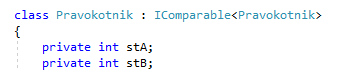 class Pravokotnik : IComparable<Pravokotnik>
{
    private int stA;
    private int stB;